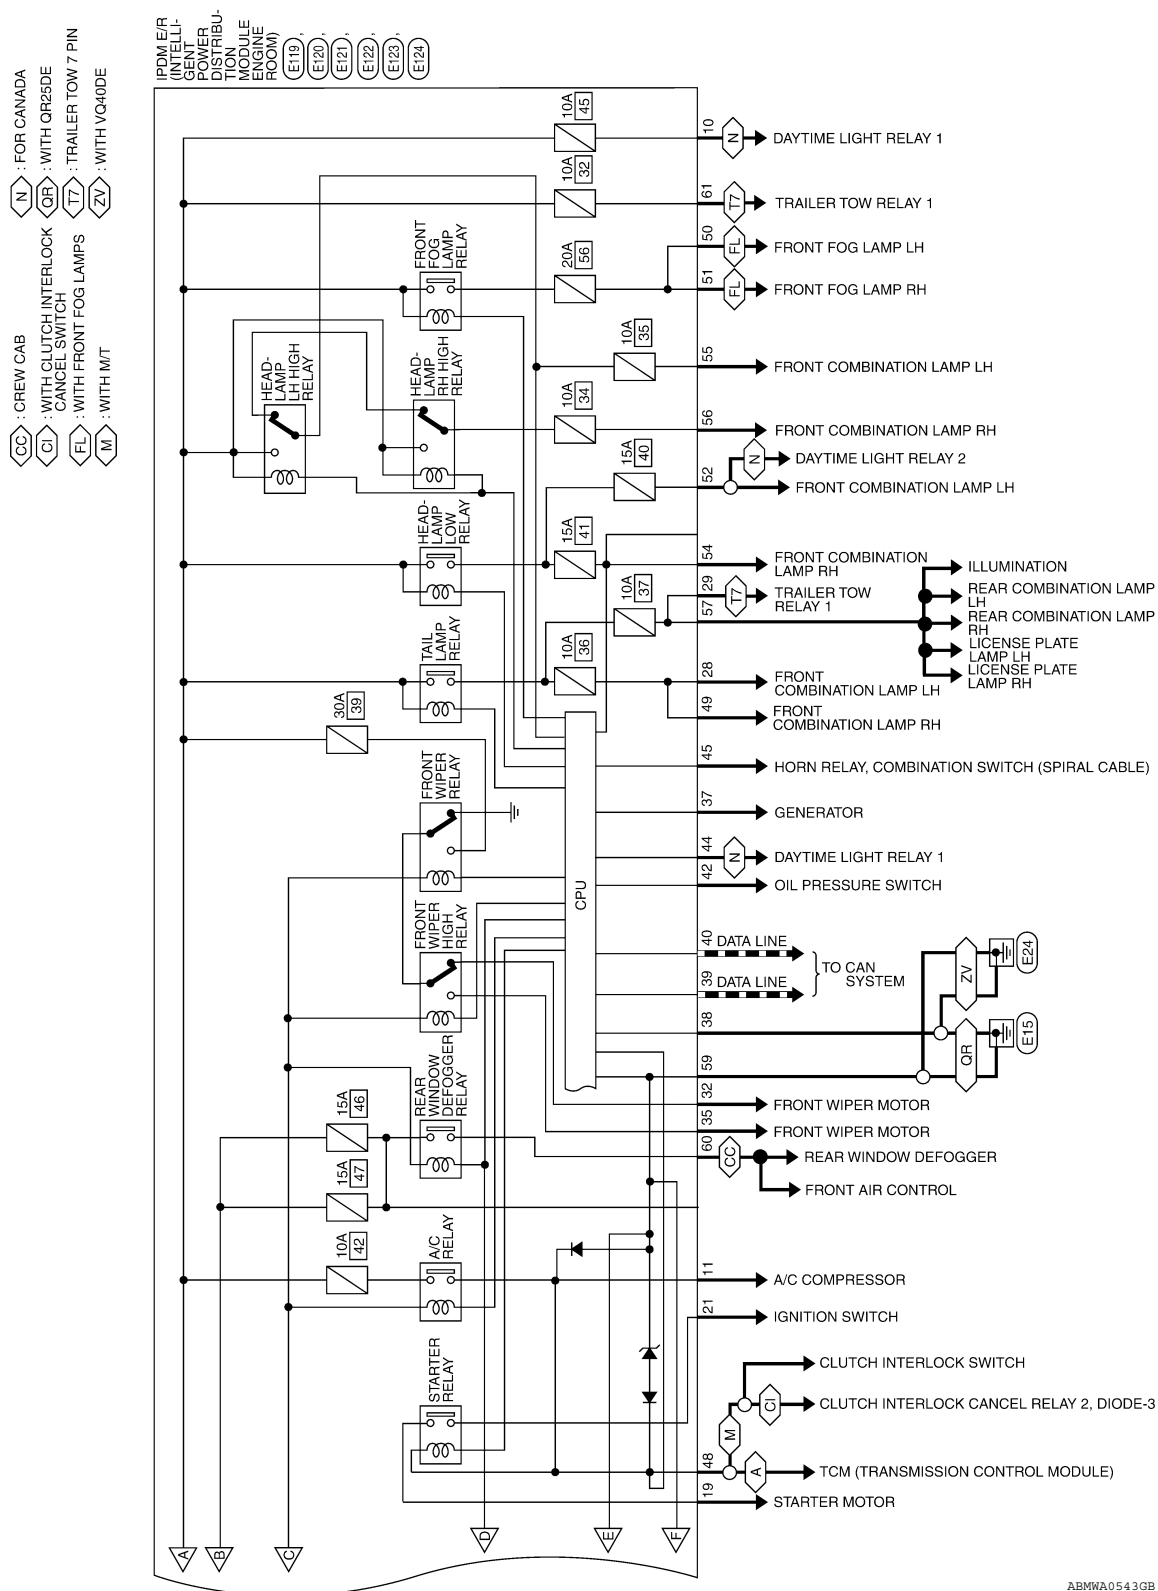 IPDM E/R
(INTELLI-
GENT
POWER
DISTRIBU-
TION
MODULE
ENGINE
ROOM)
E119 ,
E120 ,
E121 ,
E122 ,
E123 ,
E124
N : FOR CANADA
QR : WITH QR25DE
T7 : TRAILER TOW 7 PIN
ZV : WITH VQ40DE
CC : CREW CAB
CI : WITH CLUTCH INTERLOCK
CANCEL SWITCH
FL : WITH FRONT FOG LAMPS
M : WITH M/T
10A
45
10
N
DAYTIME LIGHT RELAY 1
10A
32
61
T7
TRAILER TOW RELAY 1
FRONT
FOG
LAMP
RELAY
20A
56
50
FL
FRONT FOG LAMP LH
51
FL
FRONT FOG LAMP RH
10A
35
55
FRONT COMBINATION LAMP LH
HEAD-
LAMP
LH HIGH
RELAY
HEAD-
LAMP
RH HIGH
RELAY
10A
34
56
FRONT COMBINATION LAMP RH
15A
40
N
DAYTIME LIGHT RELAY 2
52
FRONT COMBINATION LAMP LH
HEAD-
LAMP
LOW
RELAY
15A
41
54
FRONT COMBINATION
LAMP RH
10A
37
29
T7
TRAILER TOW
RELAY 1
57
ILLUMINATION
REAR COMBINATION LAMP
LH
REAR COMBINATION LAMP
RH
LICENSE PLATE
LAMP LH
LICENSE PLATE
LAMP RH
TAIL
LAMP
RELAY
10A
36
28
FRONT
COMBINATION LAMP LH
49
FRONT
COMBINATION LAMP RH
30A
39
45
HORN RELAY, COMBINATION SWITCH (SPIRAL CABLE)
FRONT
WIPER
RELAY
37
GENERATOR
44
N
DAYTIME LIGHT RELAY 1
42
OIL PRESSURE SWITCH
CPU
FRONT
WIPER
HIGH
RELAY
40
DATA LINE
39
DATA LINE
TO CAN
SYSTEM
ZV
E24
38
QR
E15
59
REAR
WINDOW
DEFOGGER
RELAY
15A
46
32
FRONT WIPER MOTOR
35
FRONT WIPER MOTOR
60
CC
REAR WINDOW DEFOGGER
FRONT AIR CONTROL
15A
47
10A
42
A/C
RELAY
11
A/C COMPRESSOR
21
IGNITION SWITCH
STARTER
RELAY
CLUTCH INTERLOCK SWITCH
CI
CLUTCH INTERLOCK CANCEL RELAY 2, DIODE-3
M
48
A
TCM (TRANSMISSION CONTROL MODULE)
19
STARTER MOTOR
A
B
C
D
E
F
ABMWA0543GB